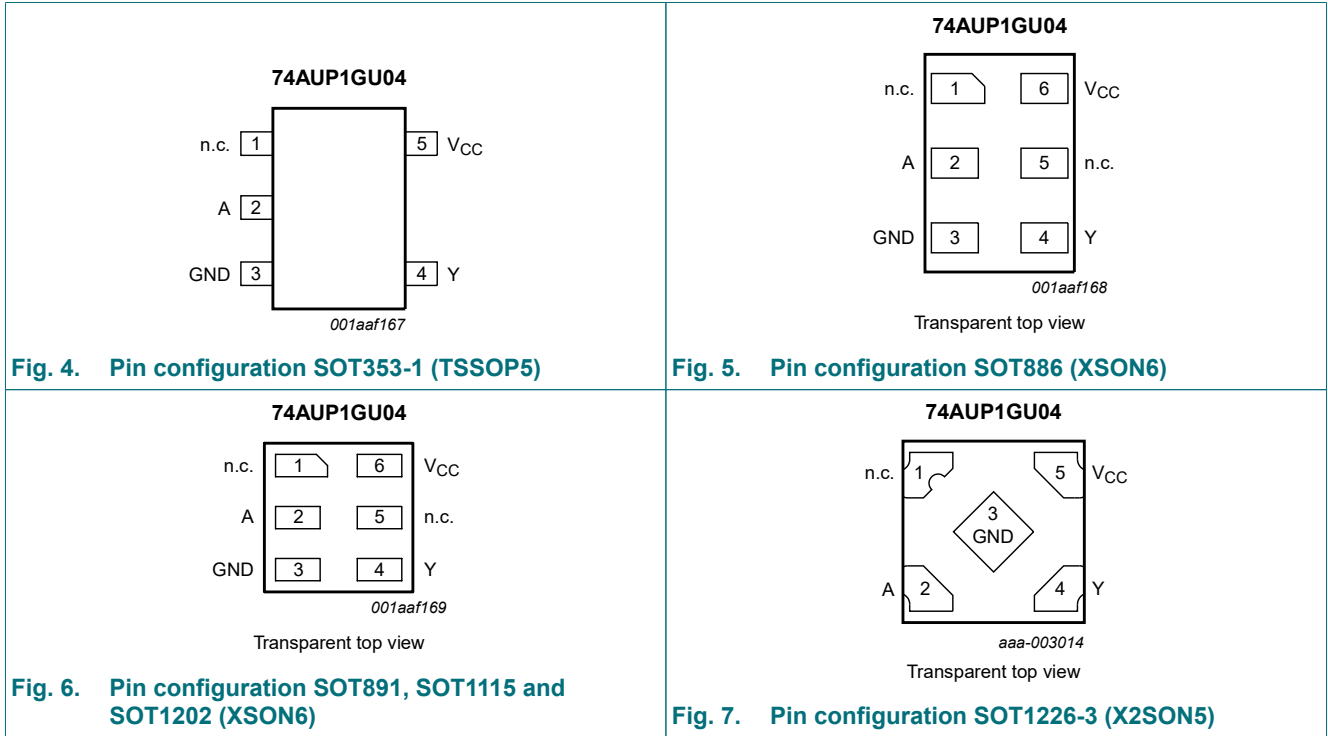 74AUP1GU04
n.c. 1
5 VCC
A 2
GND 3
4 Y
001aaf167
Fig. 4. Pin configuration SOT353-1 (TSSOP5)
74AUP1GU04
n.c. 1 6 VCC
A 2 5 n.c.
GND 3 4 Y
001aaf168
Transparent top view
Fig. 5. Pin configuration SOT886 (XSON6)
74AUP1GU04
n.c. 1 6 VCC
A 2 5 n.c.
GND 3 4 Y
001aaf169
Transparent top view
Fig. 6. Pin configuration SOT891, SOT1115 and
SOT1202 (XSON6)
74AUP1GU04
n.c. 1 5 VCC
3
GND
A 2 4 Y
aaa-003014
Transparent top view
Fig. 7. Pin configuration SOT1226-3 (X2SON5)